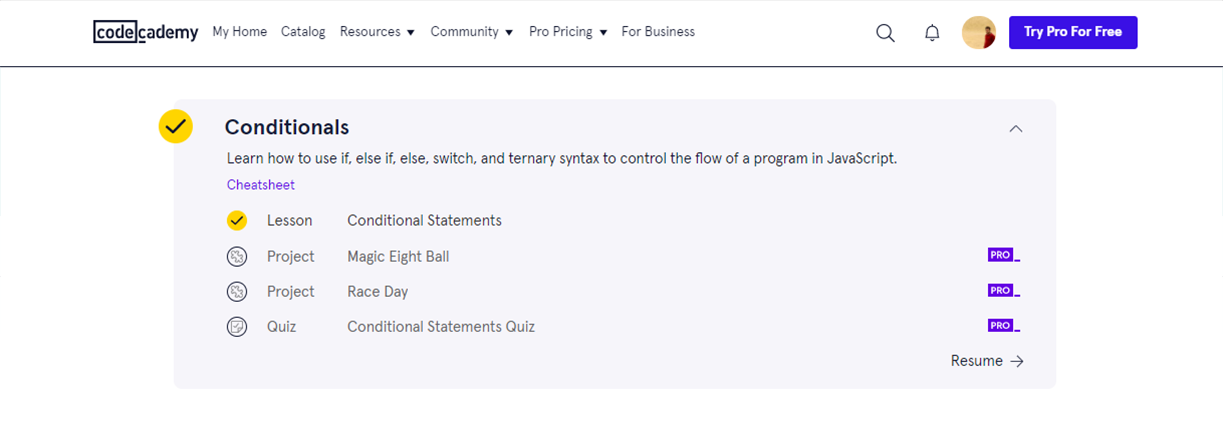 codecademy My Home Catalog Resources Community Pro Pricing For Business Try Pro For Free
Conditionals
Learn how to use if, else if, else, switch, and ternary syntax to control the flow of a program in JavaScript.
Cheatsheet
Lesson Conditional Statements
Project Magic Eight Ball PRO
Project Race Day PRO
Quiz Conditional Statements Quiz PRO
Resume